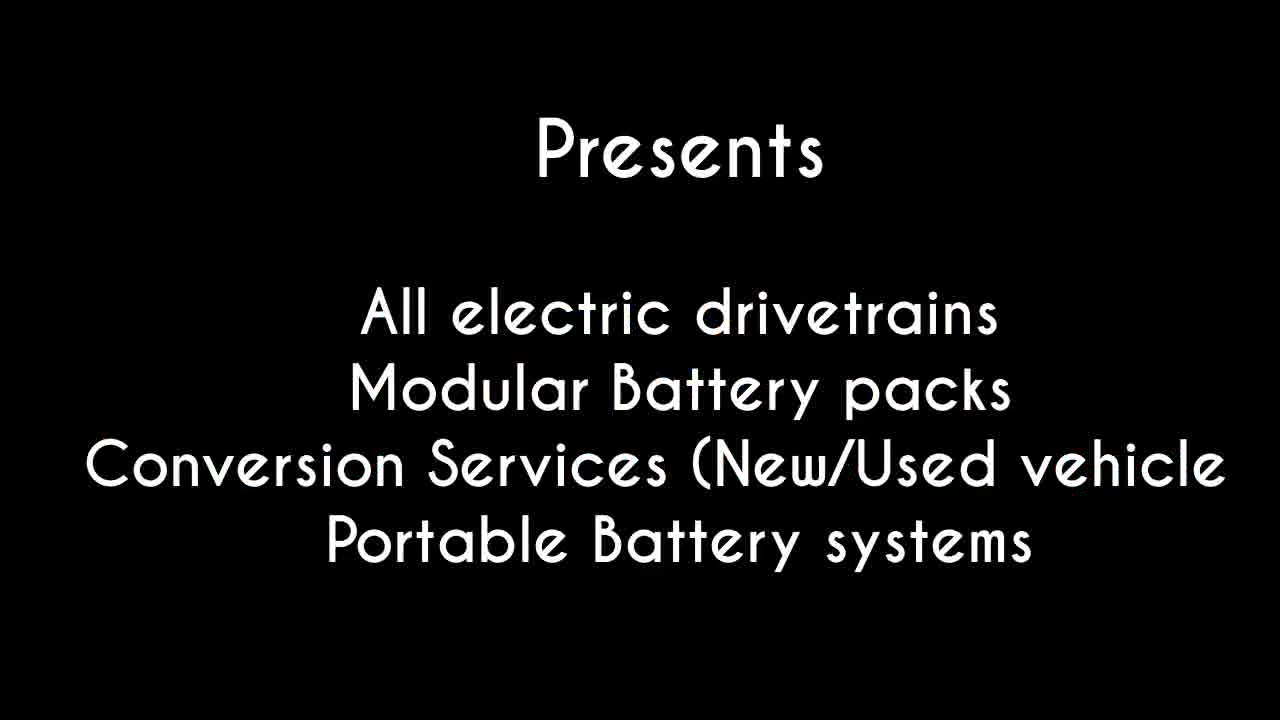 Presents
All electric drivetrains
Modular Battery packs
Conversion Services (New/Used vehicle
Portable Battery systems